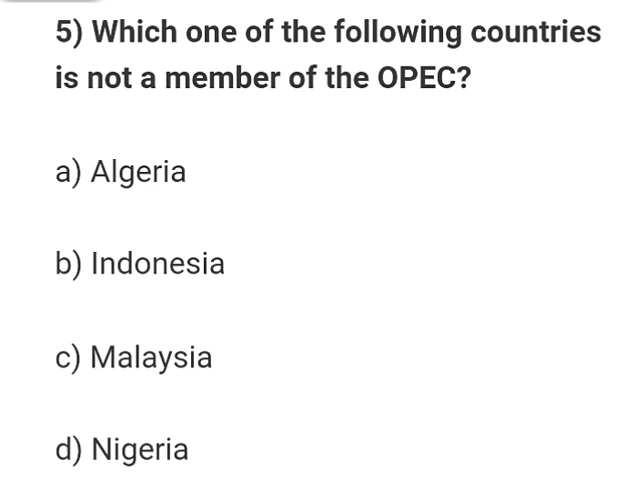 5) Which one of the following countries
is not a member of the OPEC?
a) Algeria
b) Indonesia
c) Malaysia
d) Nigeria